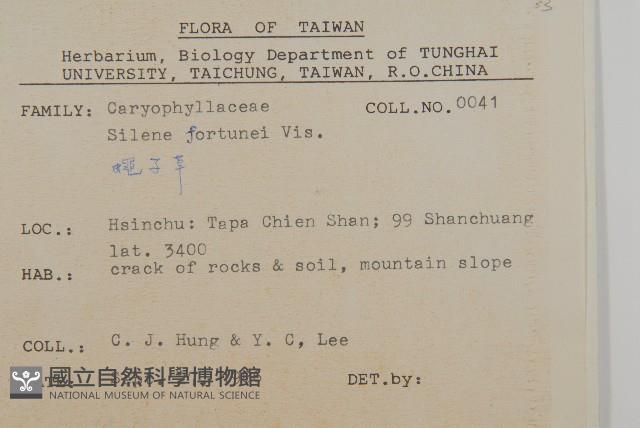 53
FLORA OF TAIWAN
Herbarium, Biology Department of TUNGHAI
UNIVERSITY, TAICHUNG, TAIWAN, R.O.CHINA
FAMILY: Caryophyllaceae COLL.NO. 0041
Silene fortunei Vis.
蠅子草
LOC.: Hsinchu: Tapa Chien Shan; 99 Shanchuang
lat. 3400
HAB.: crack of rocks & soil, mountain slope
COLL.: C. J. Hung & Y. C, Lee
DET.by:
國立自然科學博物館
NATIONAL MUSEUM OF NATURAL SCIENCE